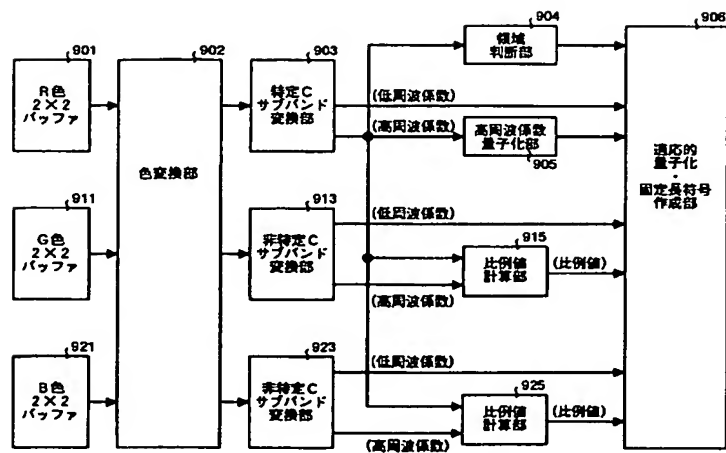 901
R色
2×2
バッファ
902
色変換部
903
特定C
サブバンド
変換部
904
領域
判断部
906
適応的
量子化
・
固定長符号
作成部
(低周波係数)
(高周波係数)
高周波係数
量子化部
905
911
G色
2×2
バッファ
913
非特定C
サブバンド
変換部
(低周波係数)
(高周波係数)
915
比例値
計算部
(比例値)
921
B色
2×2
バッファ
923
非特定C
サブバンド
変換部
(低周波係数)
(高周波係数)
925
比例値
計算部
(比例値)